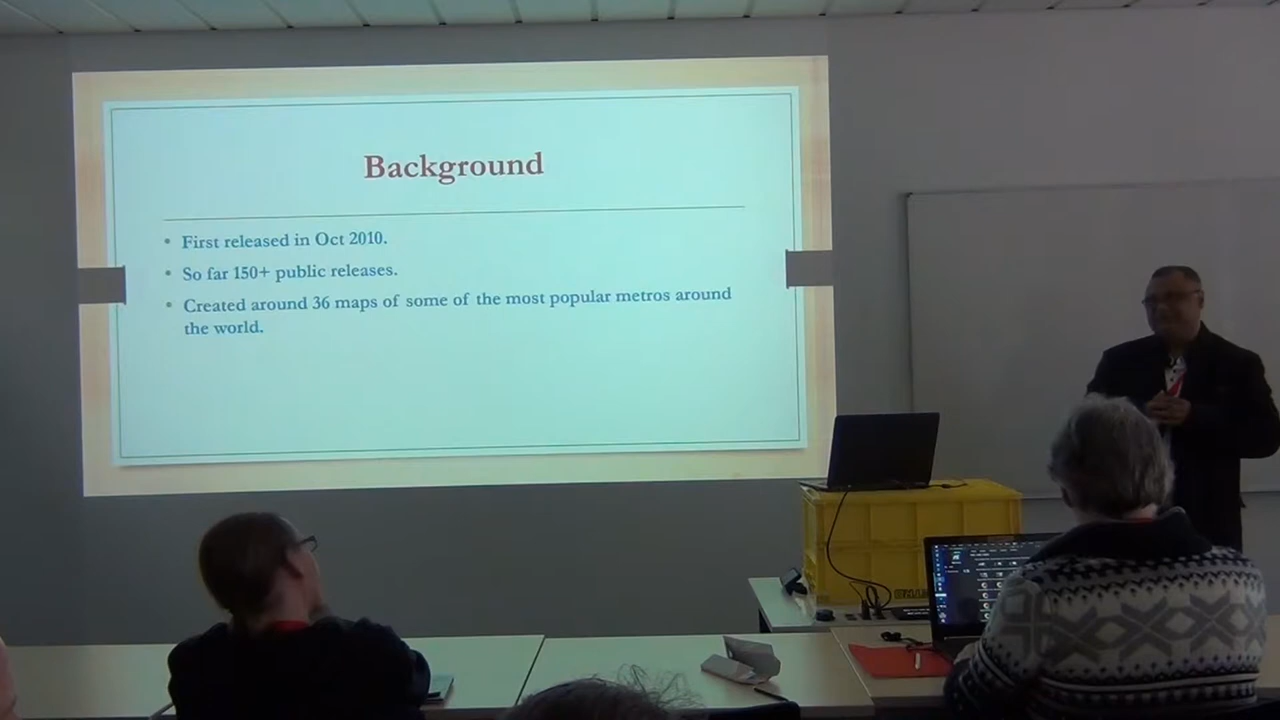 Background
• First released in Oct 2010.
• So far 150+ public releases.
• Created around 36 maps of some of the most popular metros around
the world.